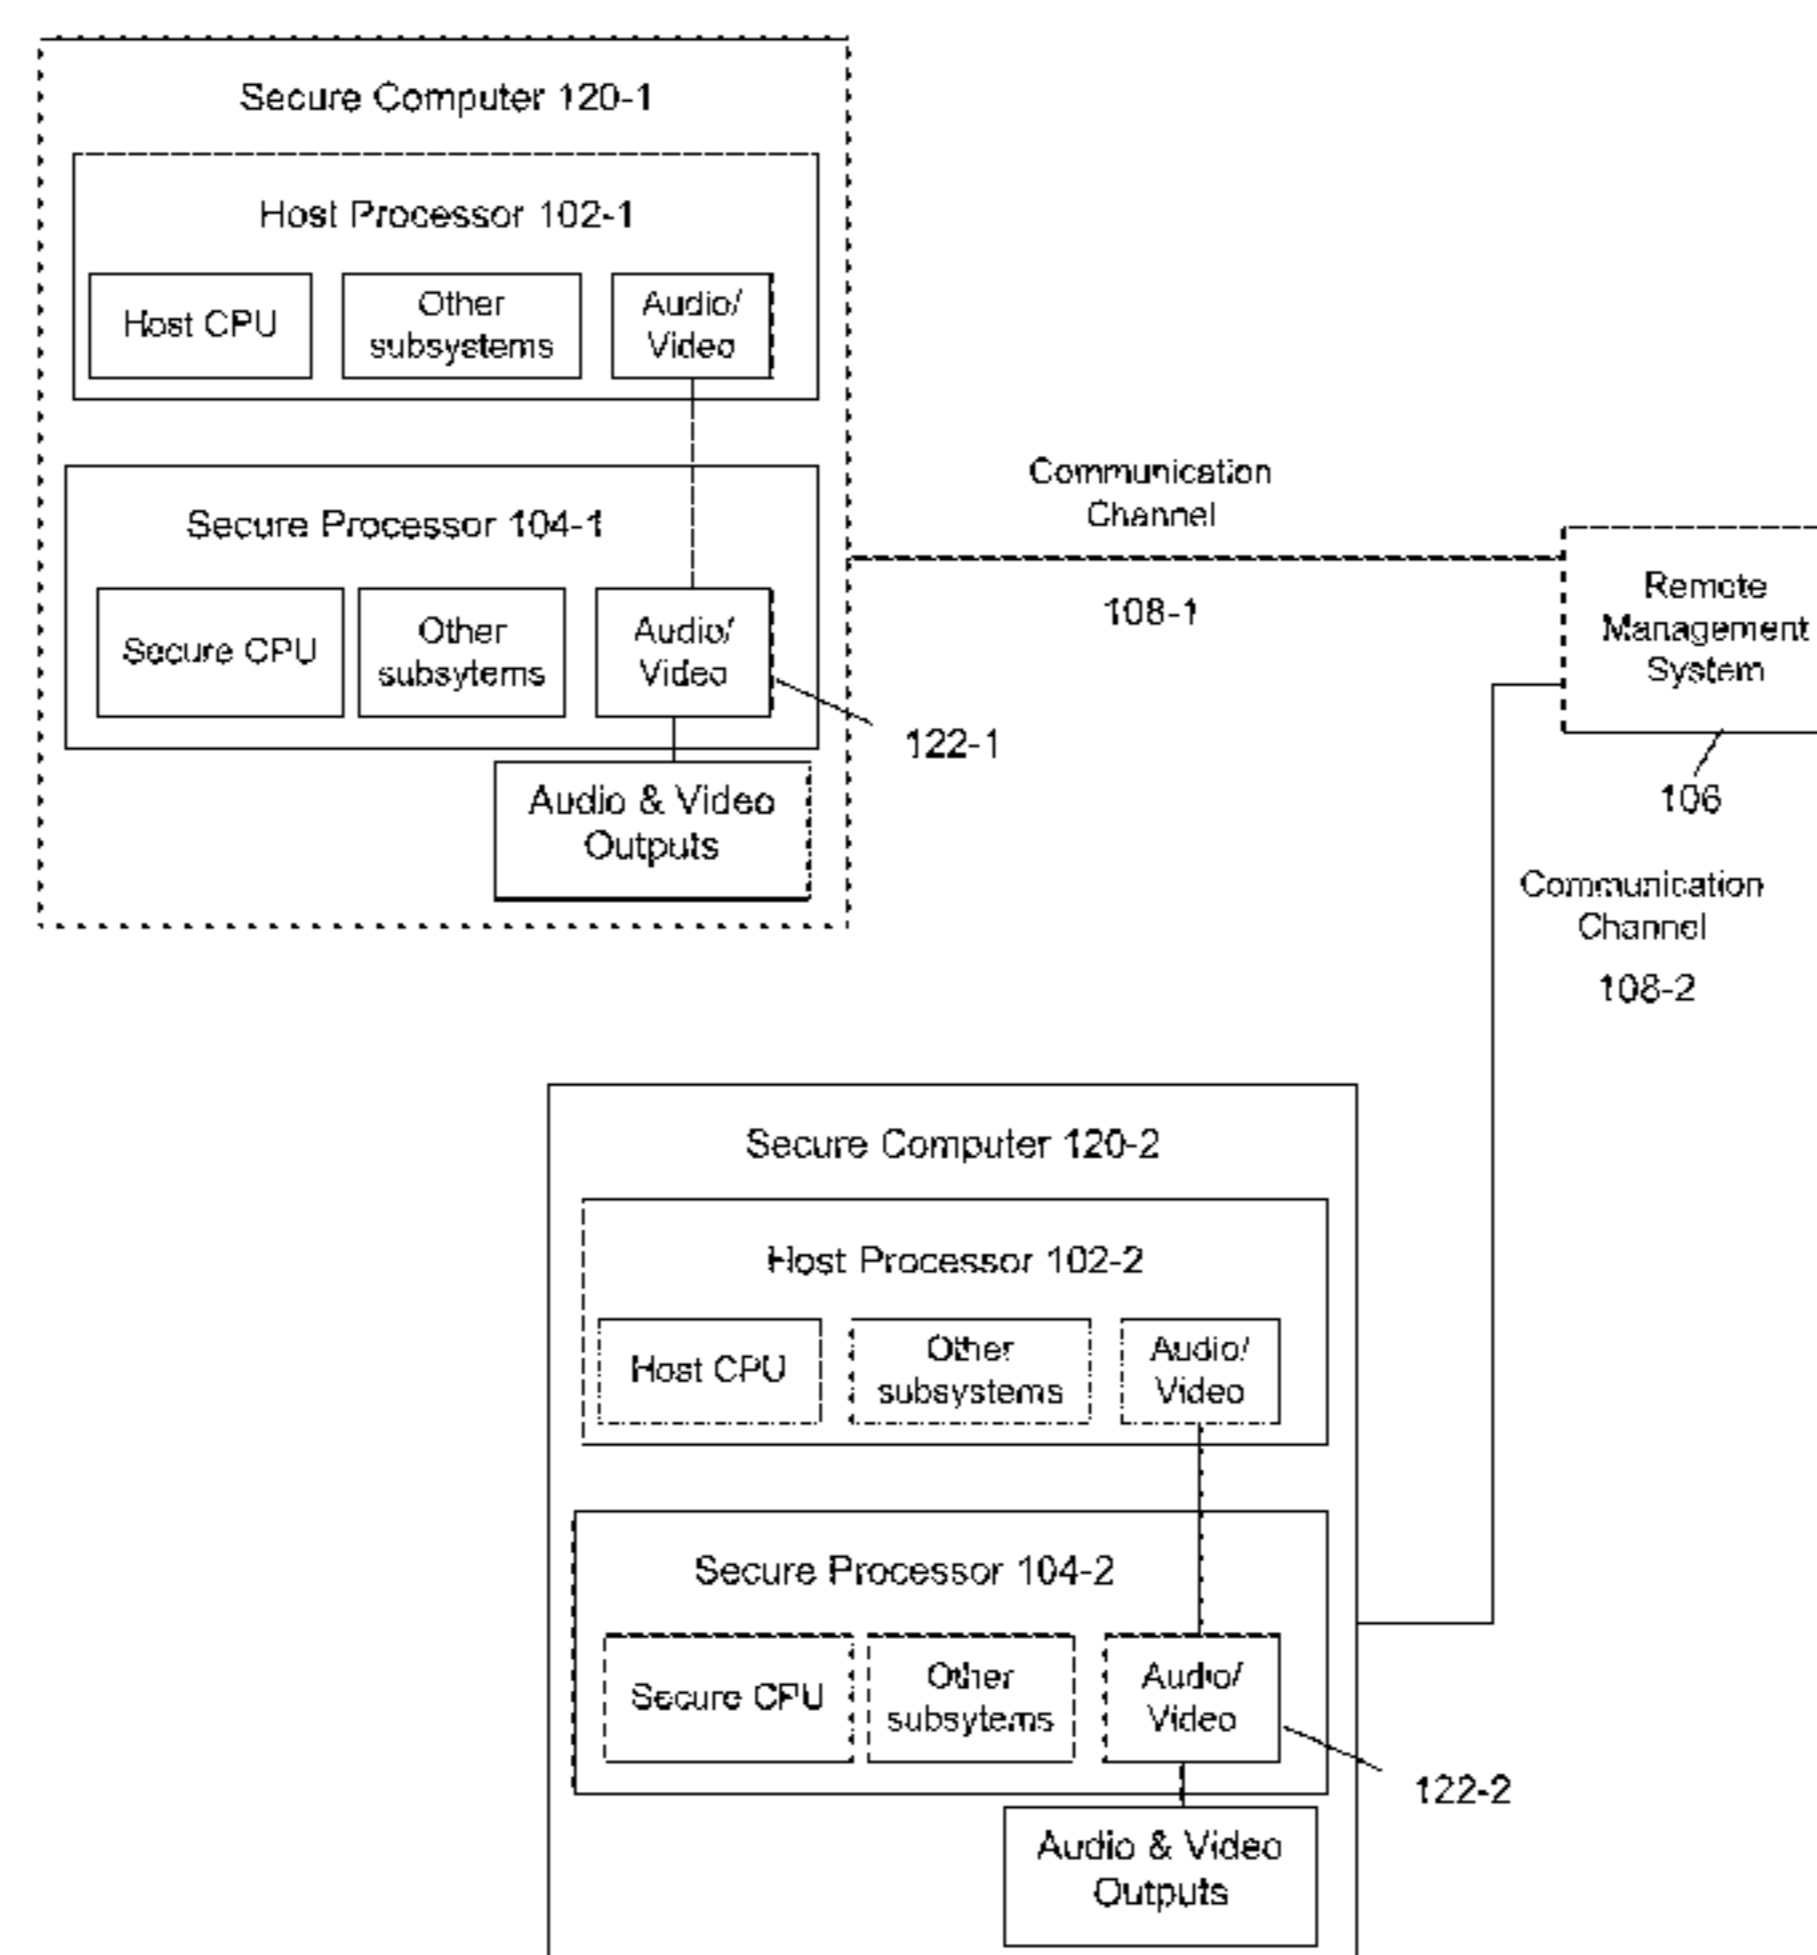 Secure Computer 120-1
Host Processor 102-1
Host CPU
Other
subsystems
Audio/
Video
Secure Processor 104-1
Secure CPU
Other
subsytems
Audio/
Video
122-1
Audio & Video
Outputs
Communication
Channel
108-1
Remote
Management
System
106
Communication
Channel
108-2
Secure Computer 120-2
Host Processor 102-2
Host CPU
Other
subsystems
Audio/
Video
Secure Processor 104-2
Secure CPU
Other
subsytems
Audio/
Video
122-2
Audio & Video
Outputs